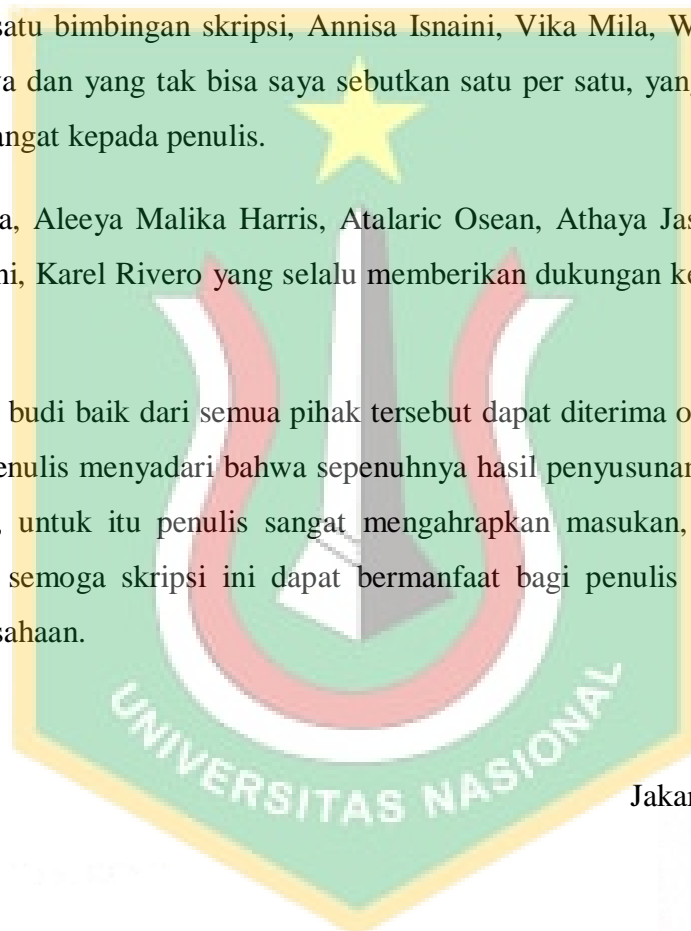 satu bimbingan skripsi, Annisa Isnaini, Vika Mila, W
a dan yang tak bisa saya sebutkan satu per satu, yang
angat kepada penulis.
a, Aleeya Malika Harris, Atalaric Osean, Athaya Jas
ni, Karel Rivero yang selalu memberikan dukungan ke
budi baik dari semua pihak tersebut dapat diterima o
enulis menyadari bahwa sepenuhnya hasil penyusunan
, untuk itu penulis sangat mengahrapkan masukan,
semoga skripsi ini dapat bermanfaat bagi penulis
sahaan.
UNIVERSITAS NASIONAL
Jakar